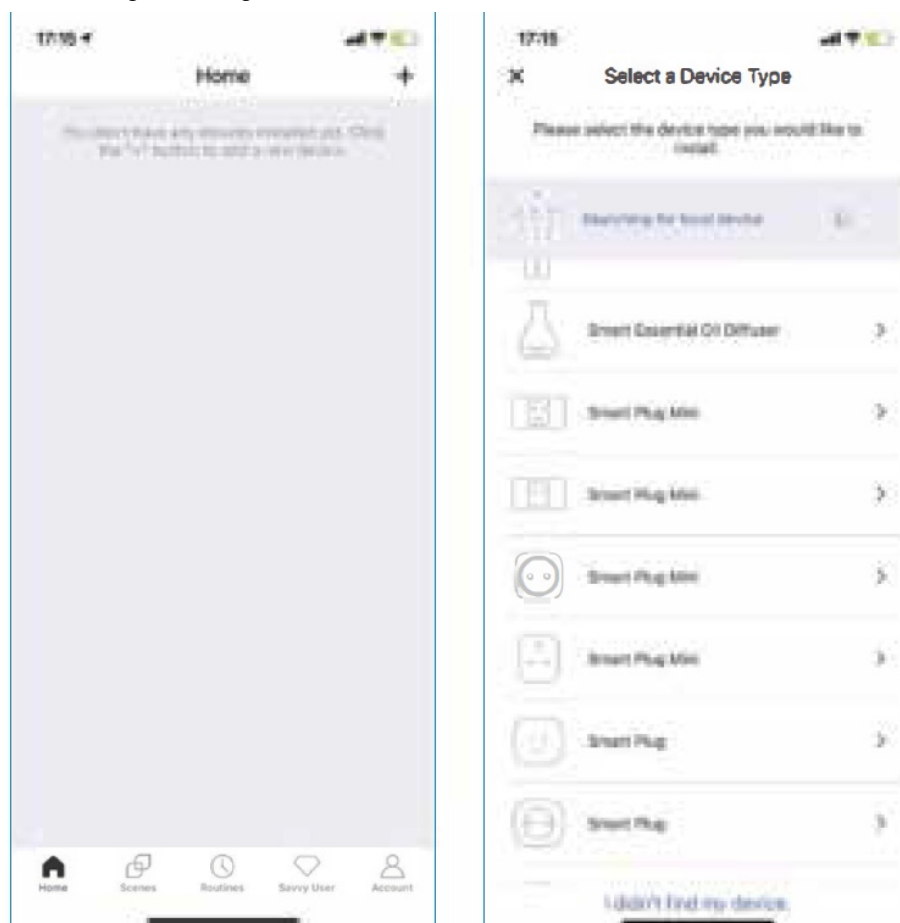 17:15
Home
+
You don't have any devices installed yet. Click
the "+" button to add a new device.
Home
Scenes
Routines
Savvy User
Account
17:15
X
Select a Device Type
Please select the device type you would like to
install.
Searching for local device
Smart Essential Oil Diffuser
Smart Plug Mini
Smart Plug Mini
Smart Plug Mini
Smart Plug Mini
Smart Plug
Smart Plug
I didn't find my device.